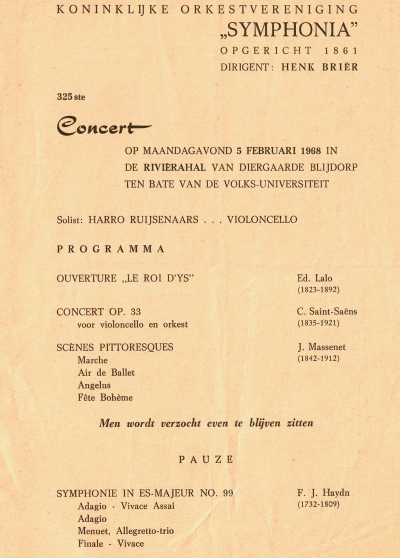 KONINKLIJKE ORKESTVERENIGING
„SYMPHONIA”
OPGERICHT 1861
DIRIGENT: HENK BRIËR
325 ste
Concert
OP MAANDAGAVOND 5 FEBRUARI 1968 IN
DE RIVIÈRAHAL VAN DIERGAARDE BLIJDORP
TEN BATE VAN DE VOLKS-UNIVERSITEIT
Solist: HARRO RUIJSENAARS . . . VIOLONCELLO
PROGRAMMA
OUVERTURE „LE ROI D'YS” Ed. Lalo
(1823-1892)
CONCERT OP. 33 C. Saint-Saëns
voor violoncello en orkest (1835-1921)
SCÈNES PITTORESQUES J. Massenet
Marche (1842-1912)
Air de Ballet
Angelus
Fête Bohème
Men wordt verzocht even te blijven zitten
PAUZE
SYMPHONIE IN ES-MAJEUR NO. 99 F. J. Haydn
Adagio - Vivace Assai (1732-1809)
Adagio
Menuet, Allegretto-trio
Finale - Vivace